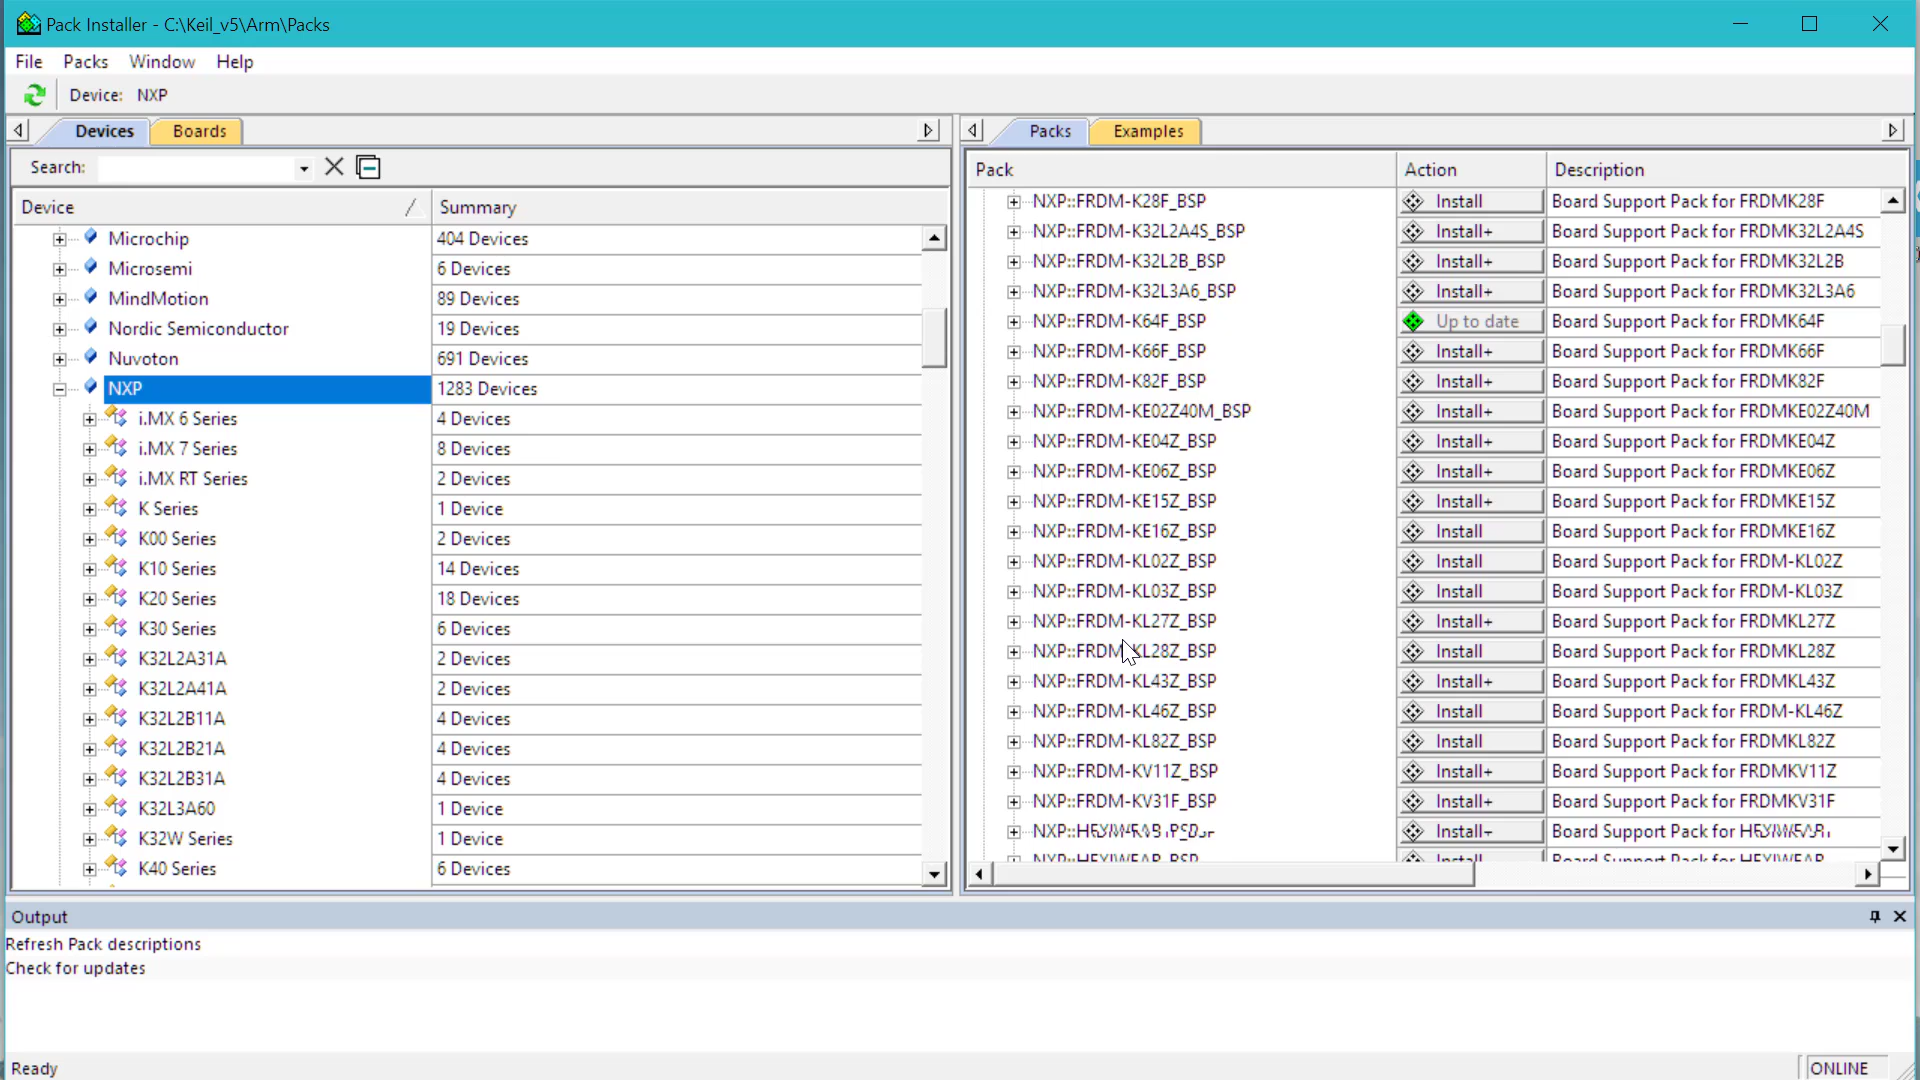 Pack Installer - C:\Keil_v5\Arm\Packs
File Packs Window Help
Device: NXP
Devices Boards
Search:
Device Summary
Microchip 404 Devices
Microsemi 6 Devices
MindMotion 89 Devices
Nordic Semiconductor 19 Devices
Nuvoton 691 Devices
NXP 1283 Devices
i.MX 6 Series 4 Devices
i.MX 7 Series 8 Devices
i.MX RT Series 2 Devices
K Series 1 Device
K00 Series 2 Devices
K10 Series 14 Devices
K20 Series 18 Devices
K30 Series 6 Devices
K32L2A31A 2 Devices
K32L2A41A 2 Devices
K32L2B11A 4 Devices
K32L2B21A 4 Devices
K32L2B31A 4 Devices
K32L3A60 1 Device
K32W Series 1 Device
K40 Series 6 Devices
Packs Examples
Pack Action Description
NXP::FRDM-K28F_BSP Install Board Support Pack for FRDMK28F
NXP::FRDM-K32L2A4S_BSP Install+ Board Support Pack for FRDMK32L2A4S
NXP::FRDM-K32L2B_BSP Install+ Board Support Pack for FRDMK32L2B
NXP::FRDM-K32L3A6_BSP Install+ Board Support Pack for FRDMK32L3A6
NXP::FRDM-K64F_BSP Up to date Board Support Pack for FRDMK64F
NXP::FRDM-K66F_BSP Install+ Board Support Pack for FRDMK66F
NXP::FRDM-K82F_BSP Install+ Board Support Pack for FRDMK82F
NXP::FRDM-KE02Z40M_BSP Install+ Board Support Pack for FRDMKE02Z40M
NXP::FRDM-KE04Z_BSP Install+ Board Support Pack for FRDMKE04Z
NXP::FRDM-KE06Z_BSP Install+ Board Support Pack for FRDMKE06Z
NXP::FRDM-KE15Z_BSP Install+ Board Support Pack for FRDMKE15Z
NXP::FRDM-KE16Z_BSP Install Board Support Pack for FRDMKE16Z
NXP::FRDM-KL02Z_BSP Install Board Support Pack for FRDM-KL02Z
NXP::FRDM-KL03Z_BSP Install Board Support Pack for FRDM-KL03Z
NXP::FRDM-KL27Z_BSP Install+ Board Support Pack for FRDMKL27Z
NXP::FRDM-KL28Z_BSP Install Board Support Pack for FRDMKL28Z
NXP::FRDM-KL43Z_BSP Install+ Board Support Pack for FRDMKL43Z
NXP::FRDM-KL46Z_BSP Install Board Support Pack for FRDM-KL46Z
NXP::FRDM-KL82Z_BSP Install Board Support Pack for FRDMKL82Z
NXP::FRDM-KV11Z_BSP Install+ Board Support Pack for FRDMKV11Z
NXP::FRDM-KV31F_BSP Install+ Board Support Pack for FRDMKV31F
Board Support Pack for
NXP::HEXIWEAR_BSP Install Board Support Pack for HEXIWEAR
Output
Refresh Pack descriptions
Check for updates
Ready ONLINE